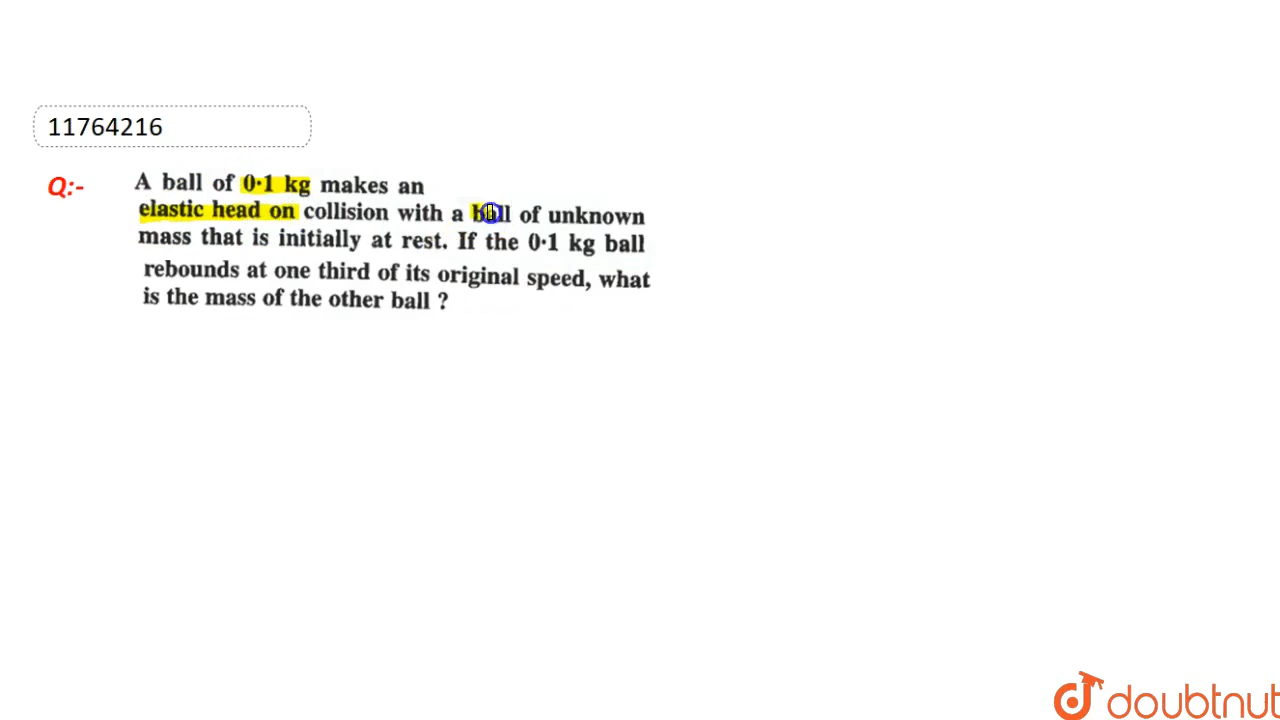 11764216
Q:- A ball of 0·1 kg makes an
elastic head on collision with a ball of unknown
mass that is initially at rest. If the 0·1 kg ball
rebounds at one third of its original speed, what
is the mass of the other ball ?
doubtnut